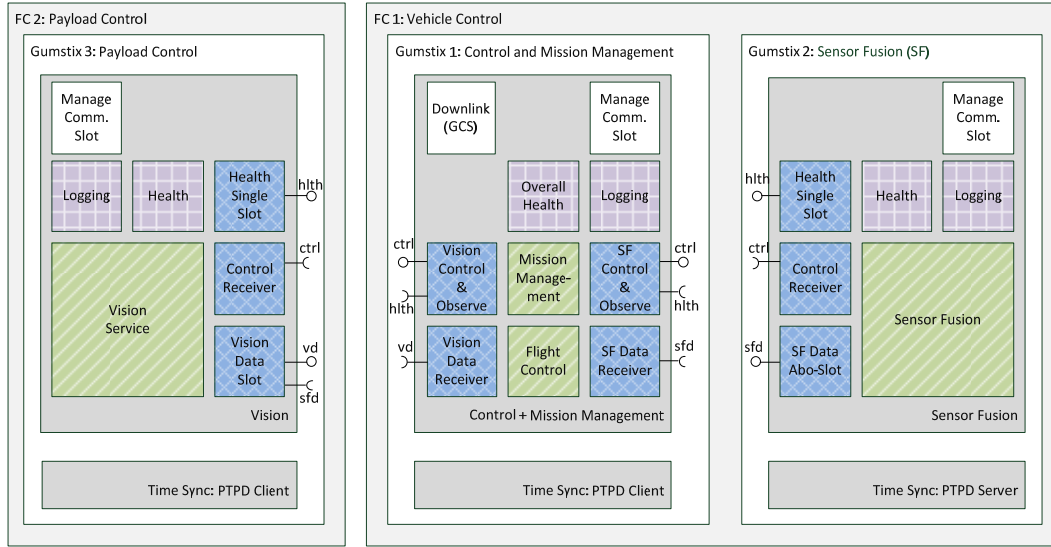 FC 2: Payload Control
Gumstix 3: Payload Control
Manage
Comm.
Slot
Logging
Health
Health
Single
Slot
hlth
Vision
Service
ctrl
Control
Receiver
Vision
Data
Slot
vd
sfd
Vision
Time Sync: PTPD Client
FC 1: Vehicle Control
Gumstix 1: Control and Mission Management
Downlink
(GCS)
Manage
Comm.
Slot
Overall
Health
Logging
ctrl
hlth
Vision
Control
&
Observe
Mission
Manage-
ment
SF
Control
&
Observe
ctrl
hlth
vd
Vision
Data
Receiver
Flight
Control
SF Data
Receiver
sfd
Control + Mission Management
Time Sync: PTPD Client
Gumstix 2: Sensor Fusion (SF)
Manage
Comm.
Slot
hlth
Health
Single
Slot
Health
Logging
ctrl
Control
Receiver
Sensor Fusion
sfd
SF Data
Abo-Slot
Sensor Fusion
Time Sync: PTPD Server